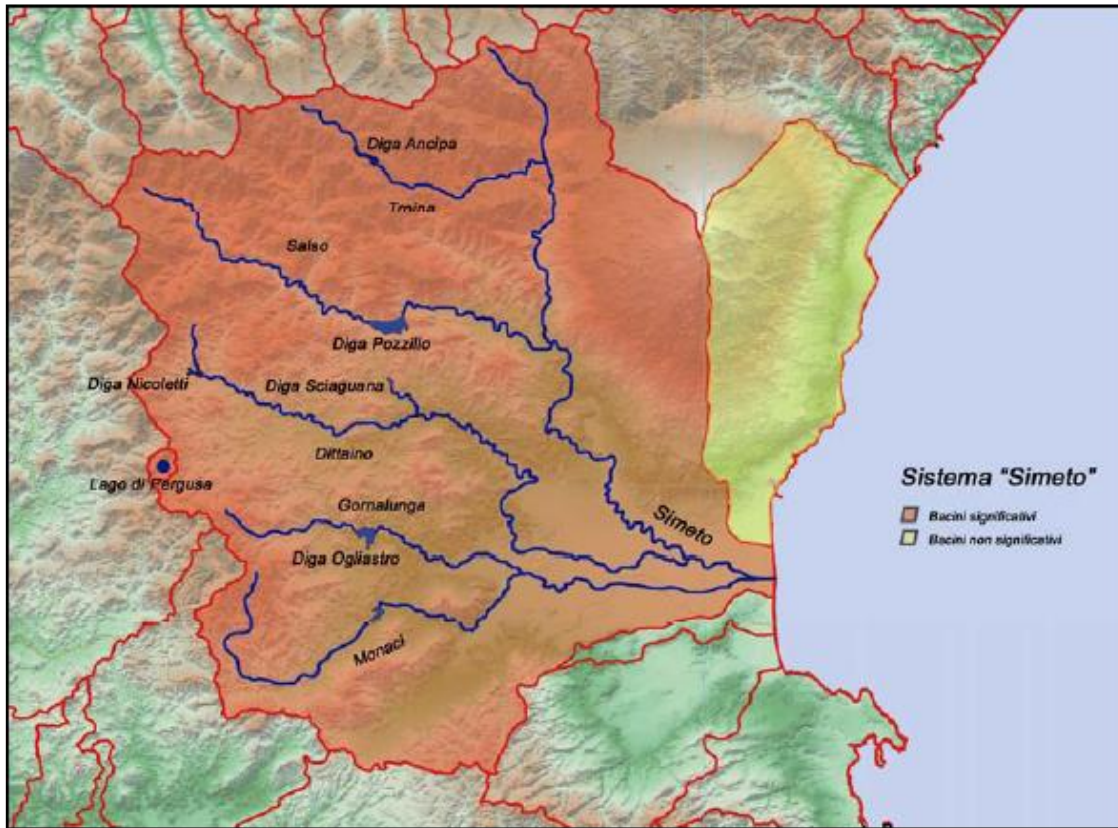 Diga Ancipa
Troina
Salso
Diga Pozzillo
Diga Nicoletti
Diga Sciaguana
Dittaino
Lago di Pergusa
Gornalunga
Simeto
Diga Ogliastro
Monaci
Sistema "Simeto"
Bacini significativi
Bacini non significativi